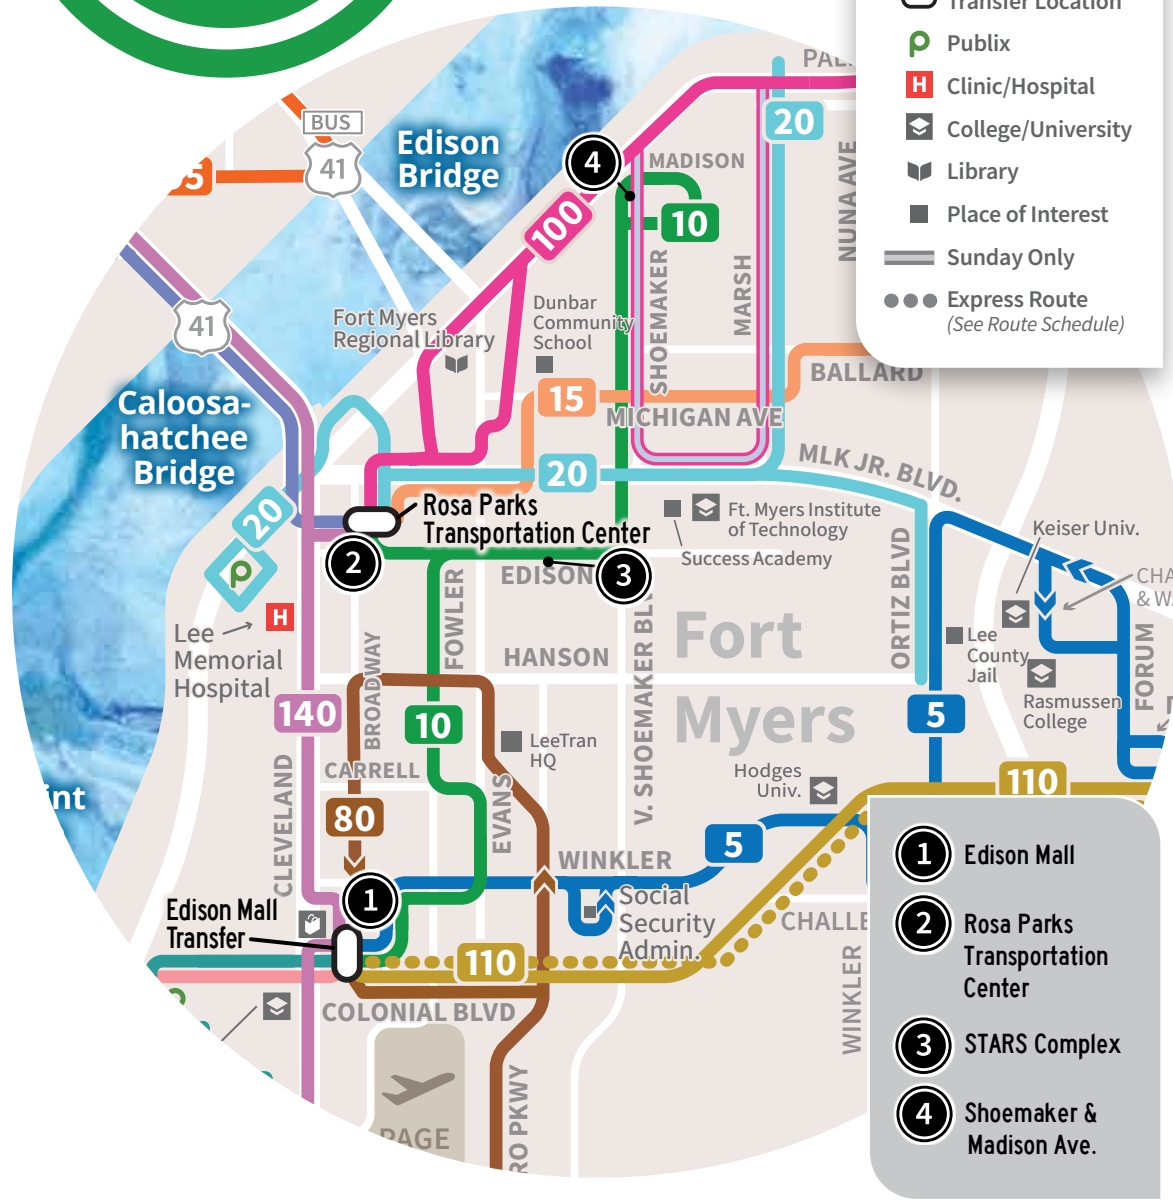 Transfer Location
Publix
H
Clinic/Hospital
College/University
Library
Place of Interest
Sunday Only
Express Route
(See Route Schedule)
BUS
41
Edison
Bridge
4
MADISON
20
NUNA AVE
100
10
SHOEMAKER
MARSH
41
Fort Myers
Regional Library
Dunbar
Community
School
BALLARD
15
MICHIGAN AVE
Caloosa-
hatchee
Bridge
20
MLK JR. BLVD.
20
Rosa Parks
Transportation Center
2
Ft. Myers Institute
of Technology
Success Academy
Keiser Univ.
EDISON
3
FOWLER
ORTIZ BLVD
H
Lee
Memorial
Hospital
BROADWAY
HANSON
Fort
Myers
Lee
County
Jail
Rasmussen
College
FORUM
140
10
5
LeeTran
HQ
V. SHOEMAKER
CARRELL
Hodges
Univ.
110
CLEVELAND
80
EVANS
5
WINKLER
1
Social
Security
Admin.
Edison Mall
Transfer
110
WINKLER
COLONIAL BLVD
PAGE
1 Edison Mall
2 Rosa Parks
Transportation
Center
3 STARS Complex
4 Shoemaker &
Madison Ave.